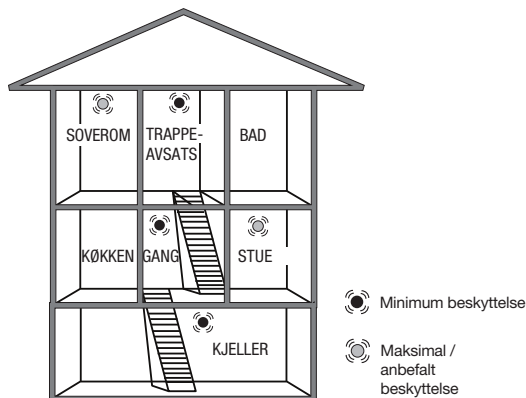 SOVEROM
TRAPPE-
AVSATS
BAD
KØKKEN
GANG
STUE
KJELLER
Minimum beskyttelse
Maksimal /
anbefalt
beskyttelse